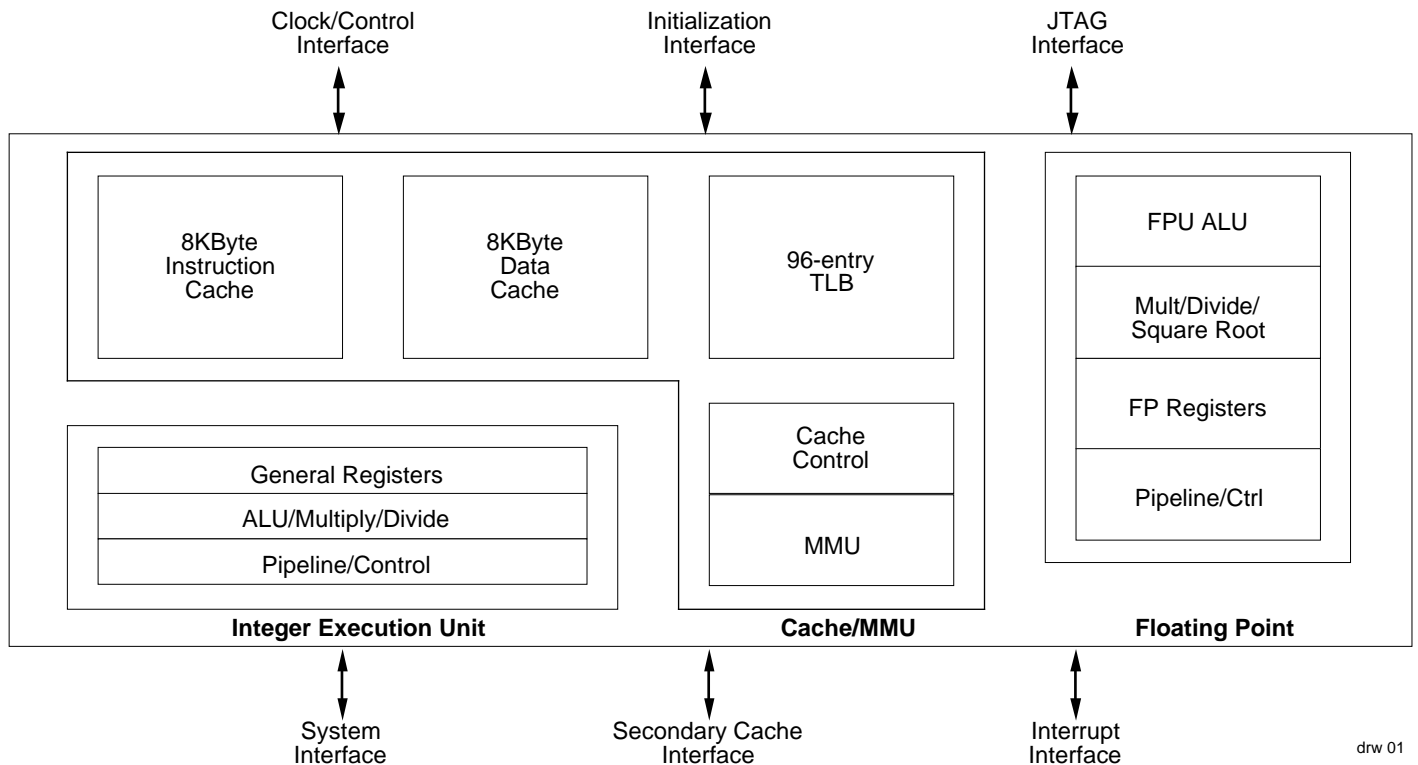 Clock/Control
Interface
Initialization
Interface
JTAG
Interface
8KByte
Instruction
Cache
8KByte
Data
Cache
96-entry
TLB
FPU ALU
Mult/Divide/
Square Root
FP Registers
Pipeline/Ctrl
Cache
Control
MMU
General Registers
ALU/Multiply/Divide
Pipeline/Control
Integer Execution Unit
Cache/MMU
Floating Point
System
Interface
Secondary Cache
Interface
Interrupt
Interface
drw 01